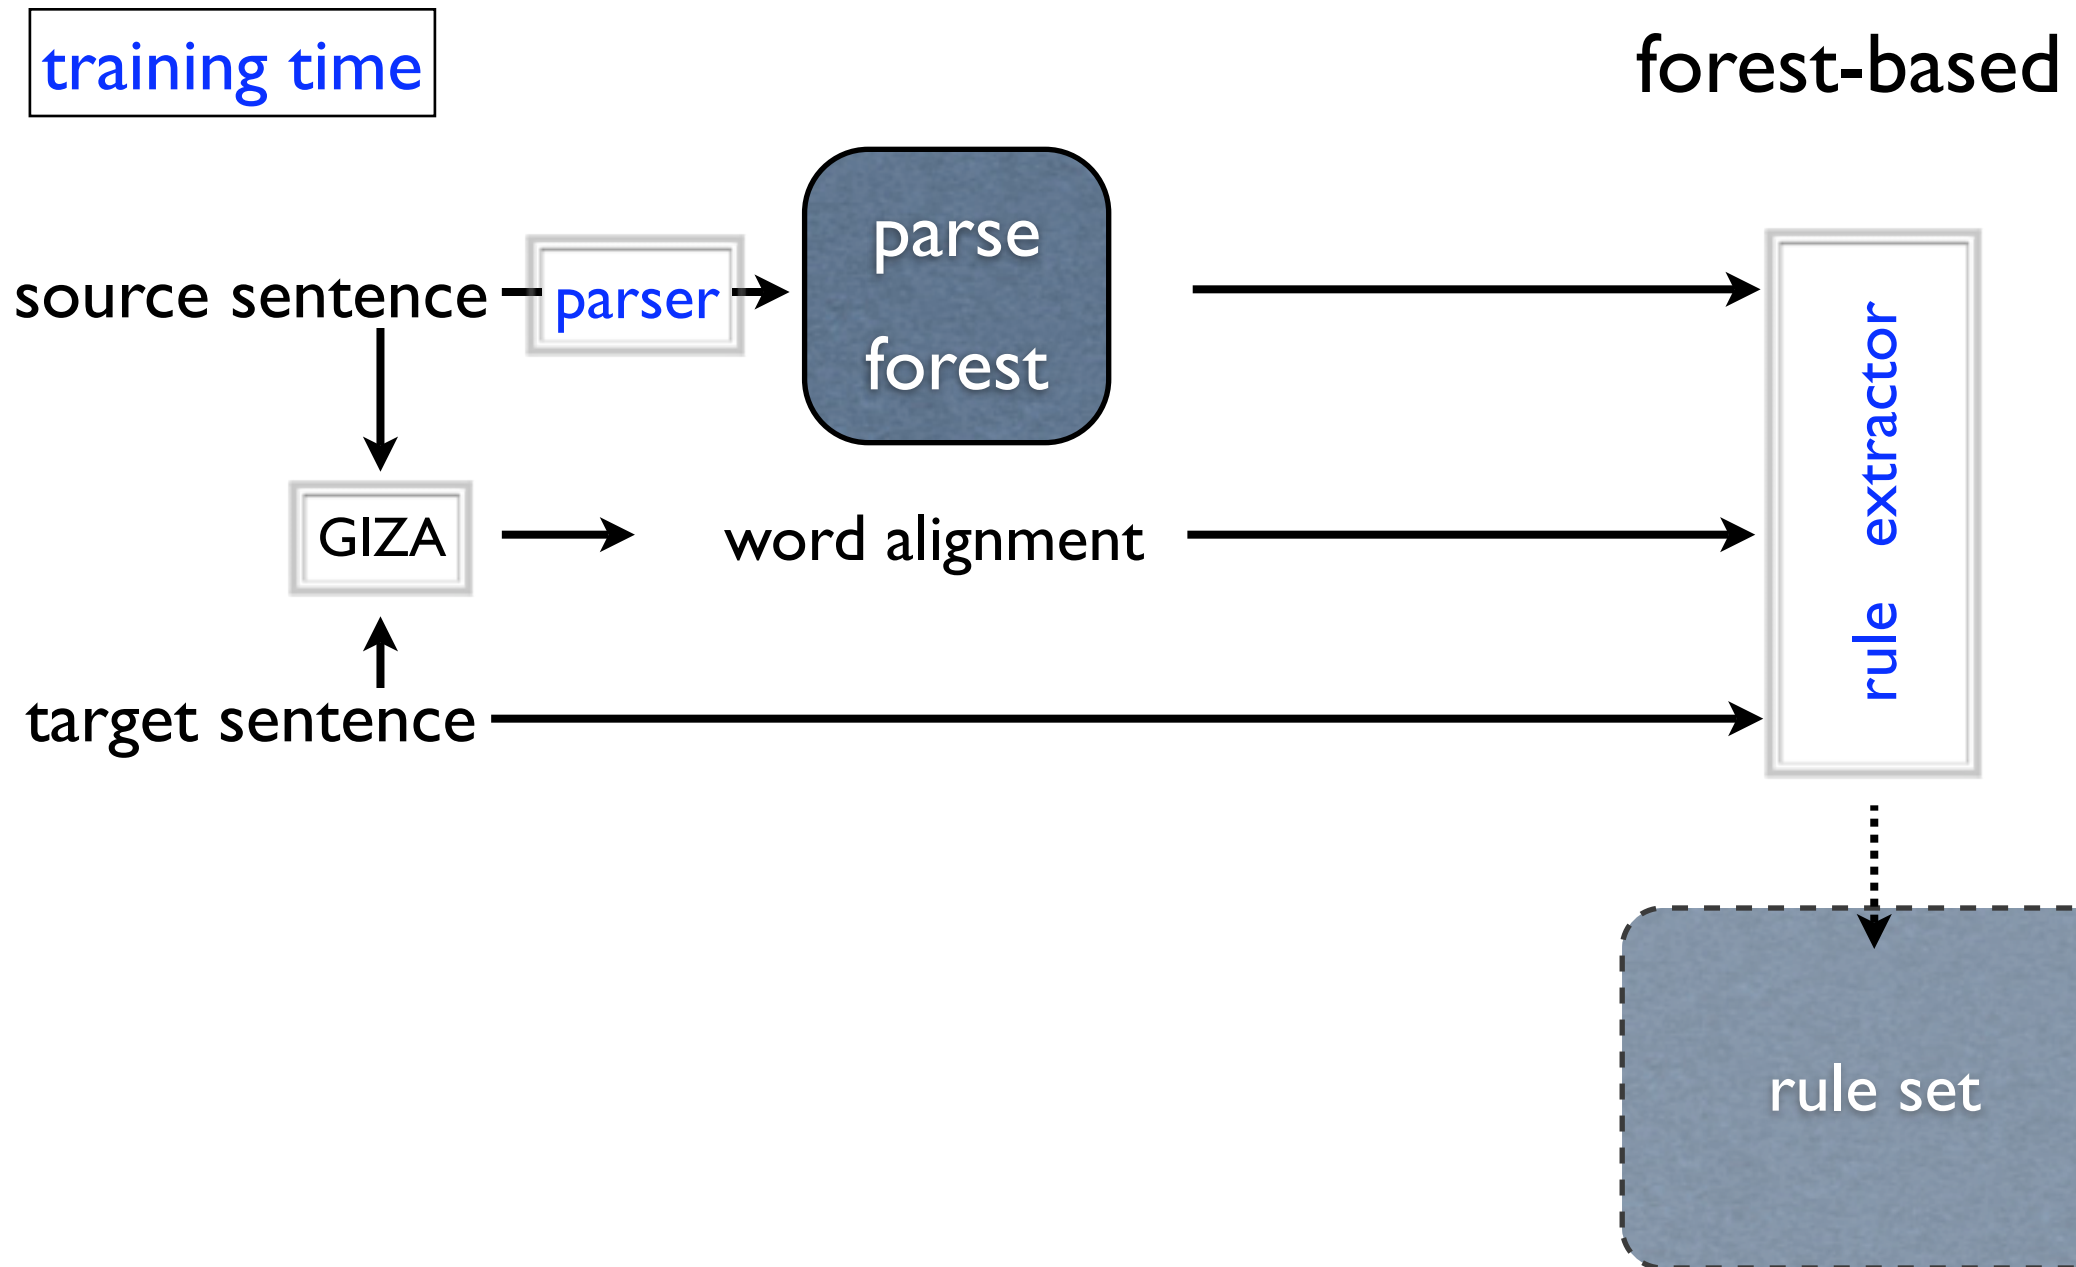 training time
forest-based
parse
forest
source sentence
parser
rule extractor
GIZA
word alignment
target sentence
rule set